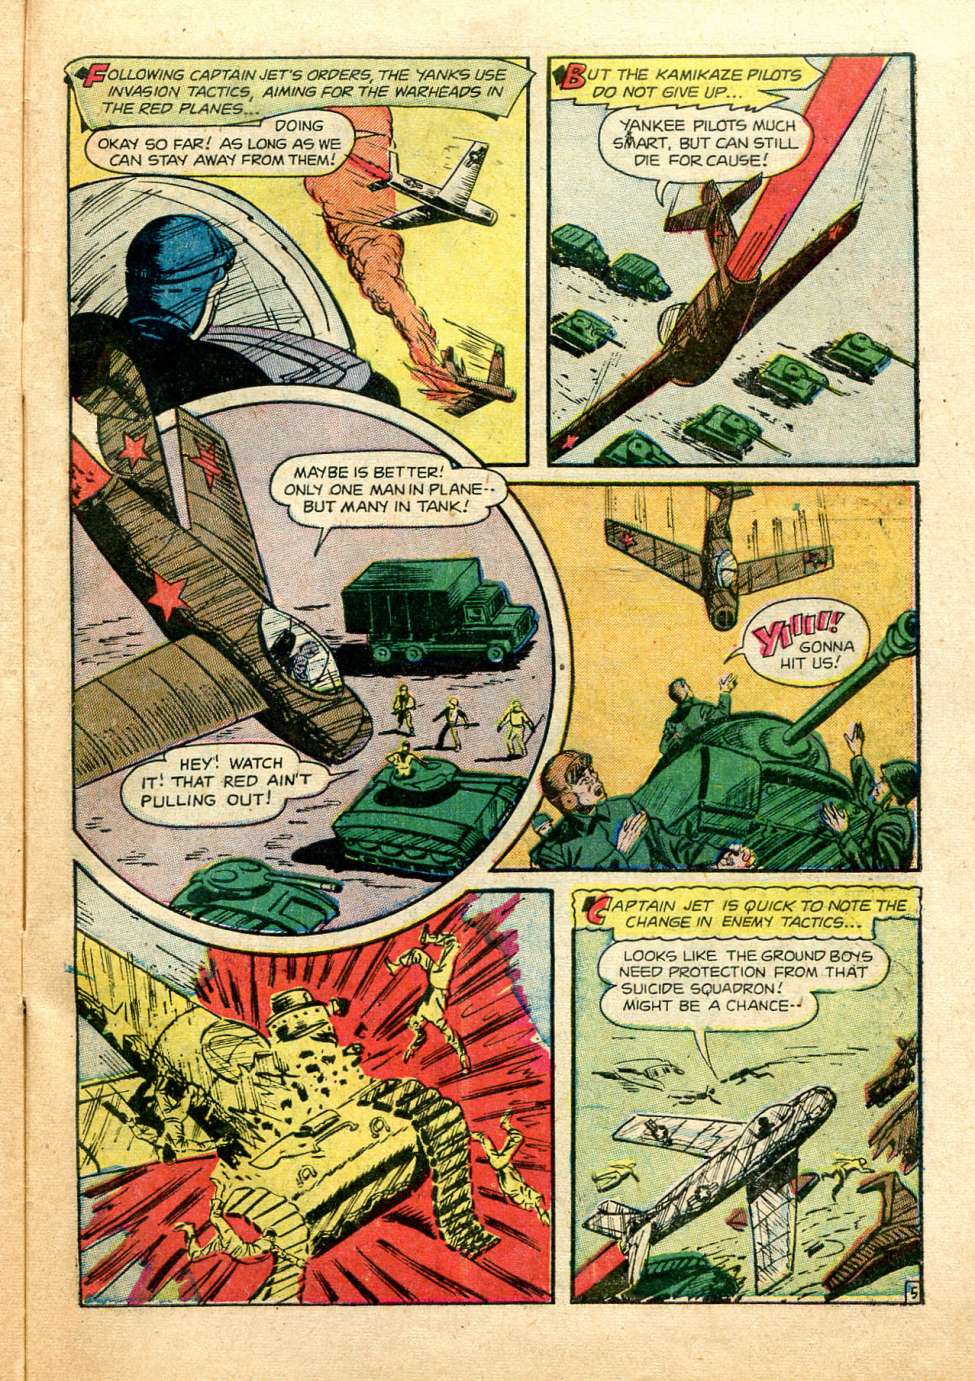 FOLLOWING CAPTAIN JET'S ORDERS, THE YANKS USE
INVASION TACTICS, AIMING FOR THE WARHEADS IN
THE RED PLANES...
DOING
OKAY SO FAR! AS LONG AS WE
CAN STAY AWAY FROM THEM!
BUT THE KAMIKAZE PILOTS
DO NOT GIVE UP...
YANKEE PILOTS MUCH
SMART, BUT CAN STILL
DIE FOR CAUSE!
MAYBE IS BETTER!
ONLY ONE MAN IN PLANE--
BUT MANY IN TANK!
HEY! WATCH
IT! THAT RED AIN'T
PULLING OUT!
YIIIII!
GONNA
HIT US!
CAPTAIN JET IS QUICK TO NOTE THE
CHANGE IN ENEMY TACTICS...
LOOKS LIKE THE GROUND BOYS
NEED PROTECTION FROM THAT
SUICIDE SQUADRON!
MIGHT BE A CHANCE--
5